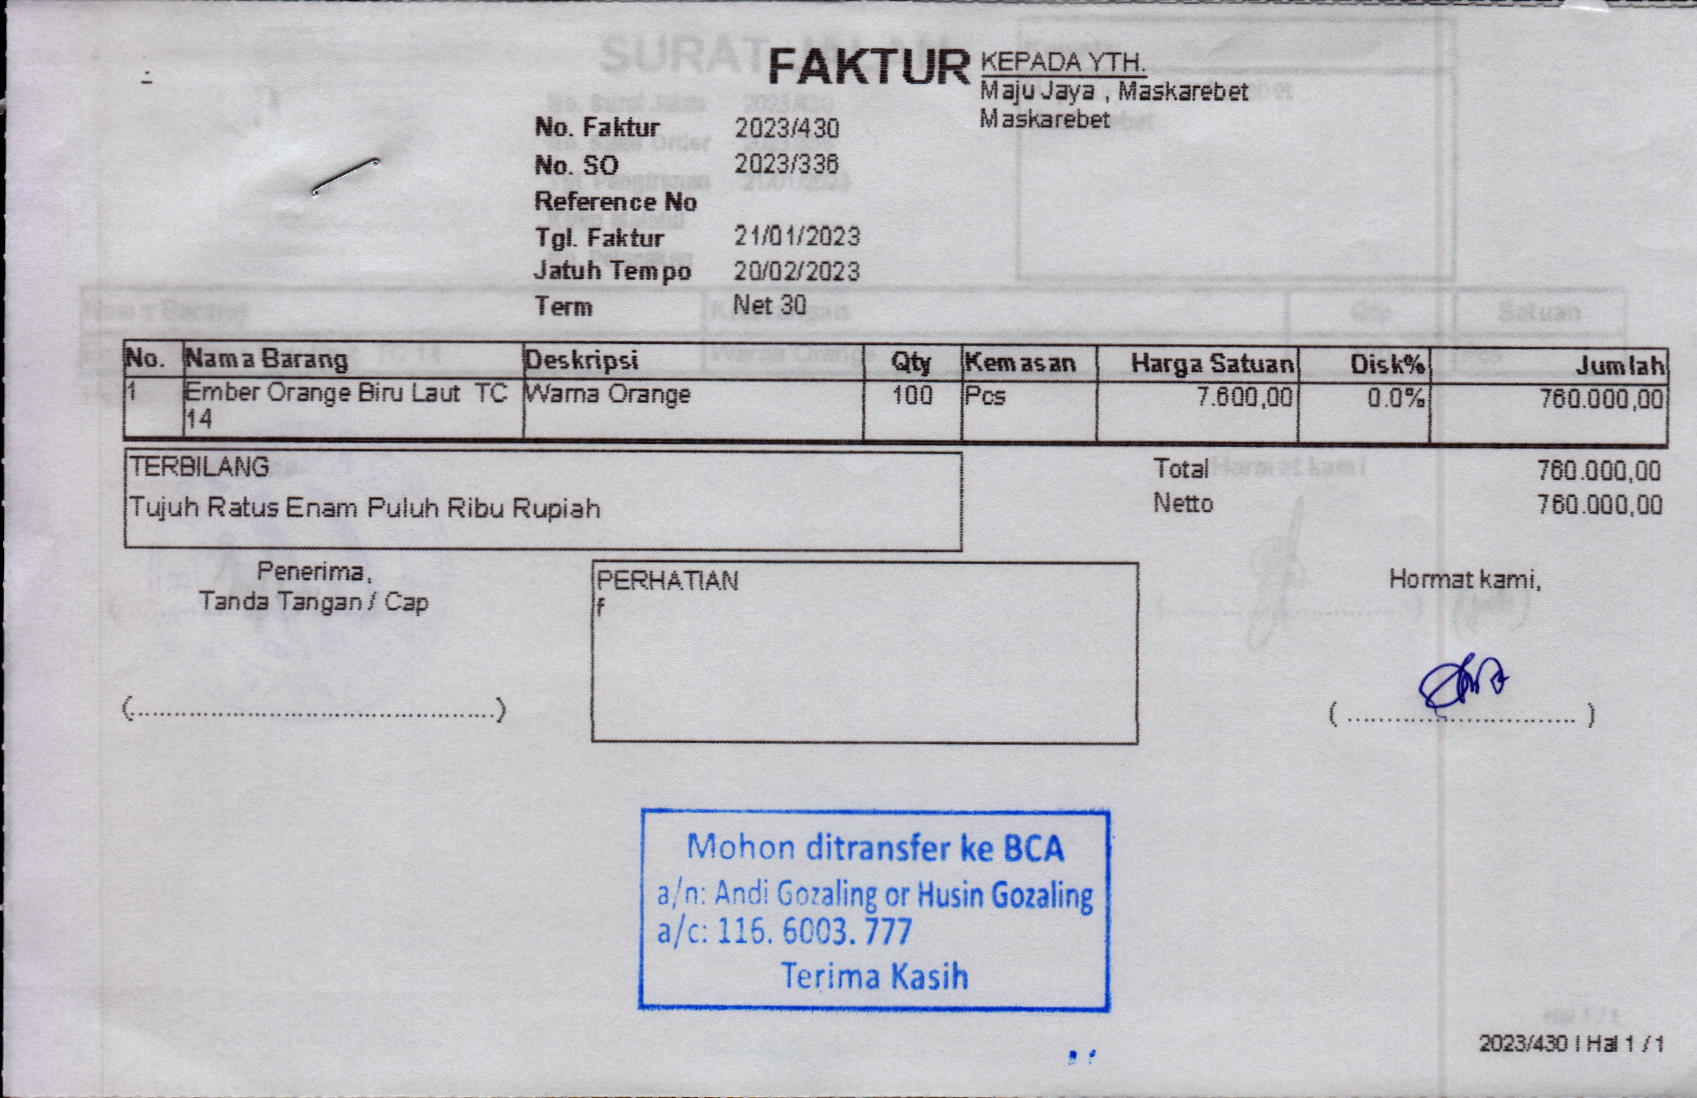 FAKTUR
KEPADA YTH.
Maju Jaya , Maskarebet
Maskarebet
No. Faktur 2023/430
No. SO 2023/336
Reference No
Tgl. Faktur 21/01/2023
Jatuh Tempo 20/02/2023
Term Net 30
No. Nama Barang Deskripsi Qty Kemasan Harga Satuan Disk% Jumlah
1 Ember Orange Biru Laut TC Warna Orange 100 Pcs 7.600,00 0.0% 760.000,00
14
TERBILANG
Tujuh Ratus Enam Puluh Ribu Rupiah
Total 760.000,00
Netto 760.000,00
Penerima,
Tanda Tangan / Cap
PERHATIAN
f
Hormat kami,
(..............................................)
( ............................. )
Mohon ditransfer ke BCA
a/n: Andi Gozaling or Husin Gozaling
a/c: 116. 6003. 777
Terima Kasih
2023/430 | Hal 1 / 1